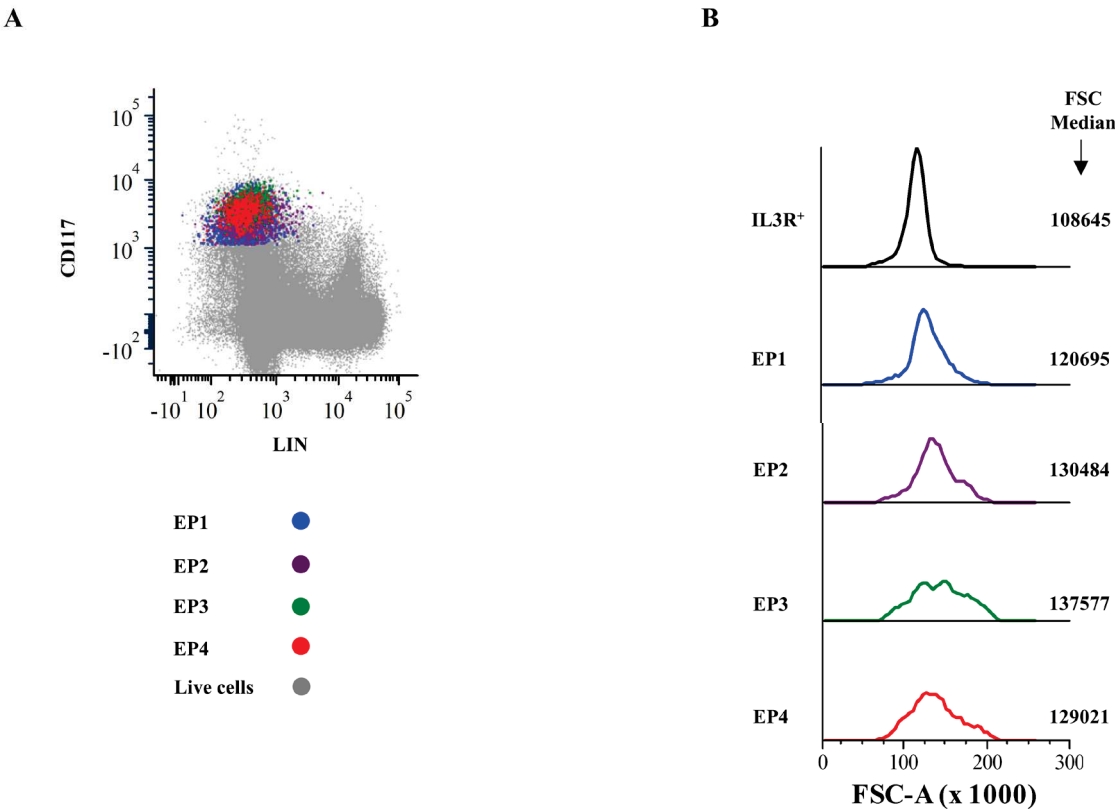 A
CD117
10^5
10^4
10^3
-10^2
-10^1 10^2 10^3 10^4 10^5
LIN
EP1
EP2
EP3
EP4
Live cells
B
FSC
Median
IL3R+ 108645
EP1 120695
EP2 130484
EP3 137577
EP4 129021
0 100 200 300
FSC-A (x 1000)